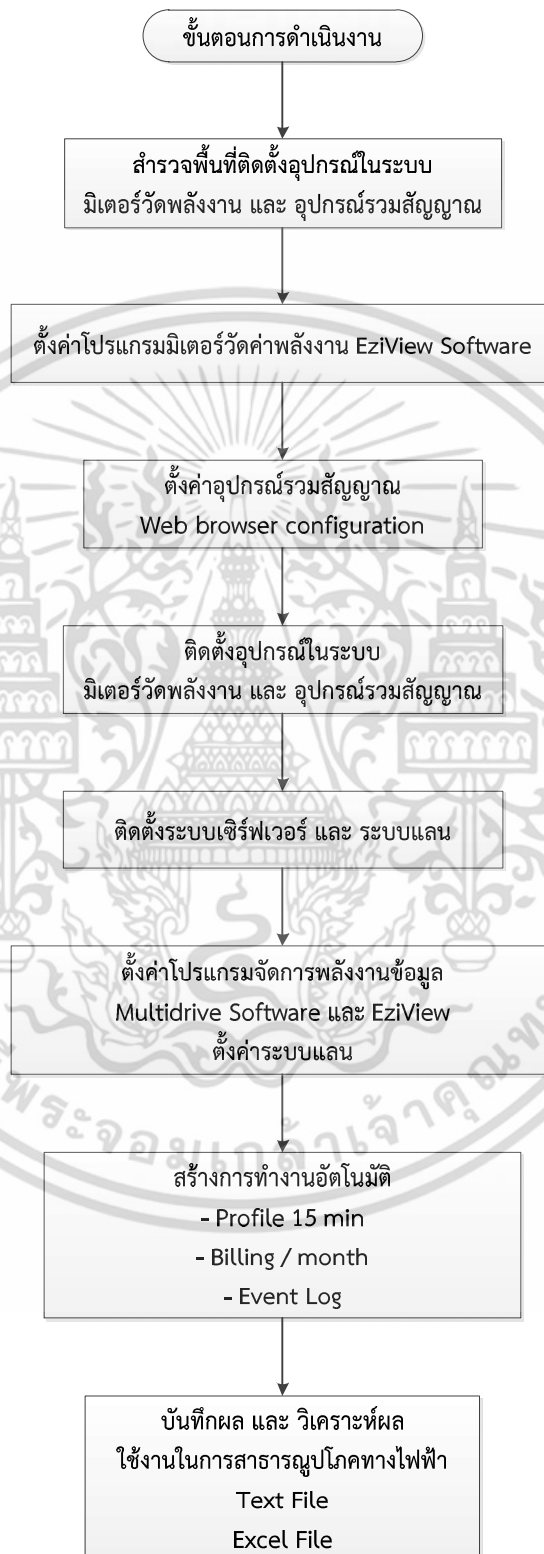 ขั้นตอนการดำเนินงาน
สำรวจพื้นที่ติดตั้งอุปกรณ์ในระบบ
มิเตอร์วัดพลังงาน และ อุปกรณ์รวมสัญญาณ
ตั้งค่าโปรแกรมมิเตอร์วัดค่าพลังงาน EziView Software
ตั้งค่าอุปกรณ์รวมสัญญาณ
Web browser configuration
ติดตั้งอุปกรณ์ในระบบ
มิเตอร์วัดพลังงาน และ อุปกรณ์รวมสัญญาณ
ติดตั้งระบบเซิร์ฟเวอร์ และ ระบบแลน
ตั้งค่าโปรแกรมจัดการพลังงานข้อมูล
Multidrive Software และ EziView
ตั้งค่าระบบแลน
สร้างการทำงานอัตโนมัติ
- Profile 15 min
- Billing / month
- Event Log
บันทึกผล และ วิเคราะห์ผล
ใช้งานในการสาธารณูปโภคทางไฟฟ้า
Text File
Excel File